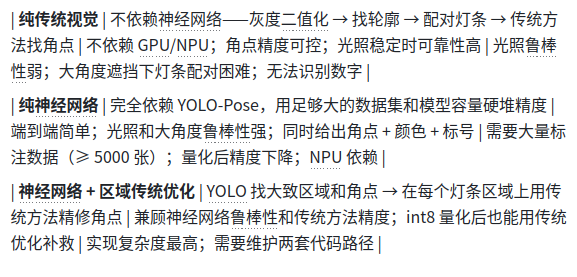 | 纯传统视觉 | 不依赖神经网络——灰度二值化 → 找轮廓 → 配对灯条 → 传统方
法找角点 | 不依赖 GPU/NPU；角点精度可控；光照稳定时可靠性高 | 光照鲁棒
性弱；大角度遮挡下灯条配对困难；无法识别数字 |
| 纯神经网络 | 完全依赖 YOLO-Pose，用足够大的数据集和模型容量硬堆精度 |
端到端简单；光照和大角度鲁棒性强；同时给出角点 + 颜色 + 标号 | 需要大量标
注数据（≥ 5000 张）；量化后精度下降；NPU 依赖 |
| 神经网络 + 区域传统优化 | YOLO 找大致区域和角点 → 在每个灯条区域上用传
统方法精修角点 | 兼顾神经网络鲁棒性和传统方法精度；int8 量化后也能用传统
优化补救 | 实现复杂度最高；需要维护两套代码路径 |